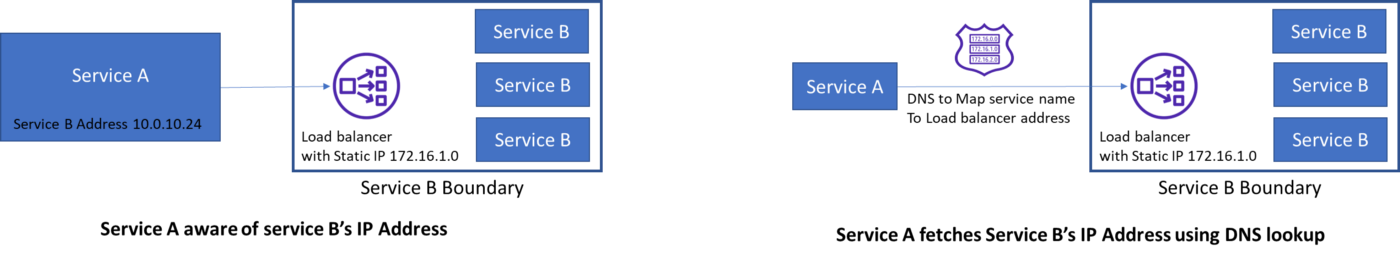 Service A
Service B Address 10.0.10.24
Service B
Service B
Service B
Load balancer
with Static IP 172.16.1.0
Service B Boundary
Service A aware of service B's IP Address
Service A
172.16.0.0
172.16.1.0
172.16.2.0
DNS to Map service name
To Load balancer address
Service B
Service B
Service B
Load balancer
with Static IP 172.16.1.0
Service B Boundary
Service A fetches Service B's IP Address using DNS lookup